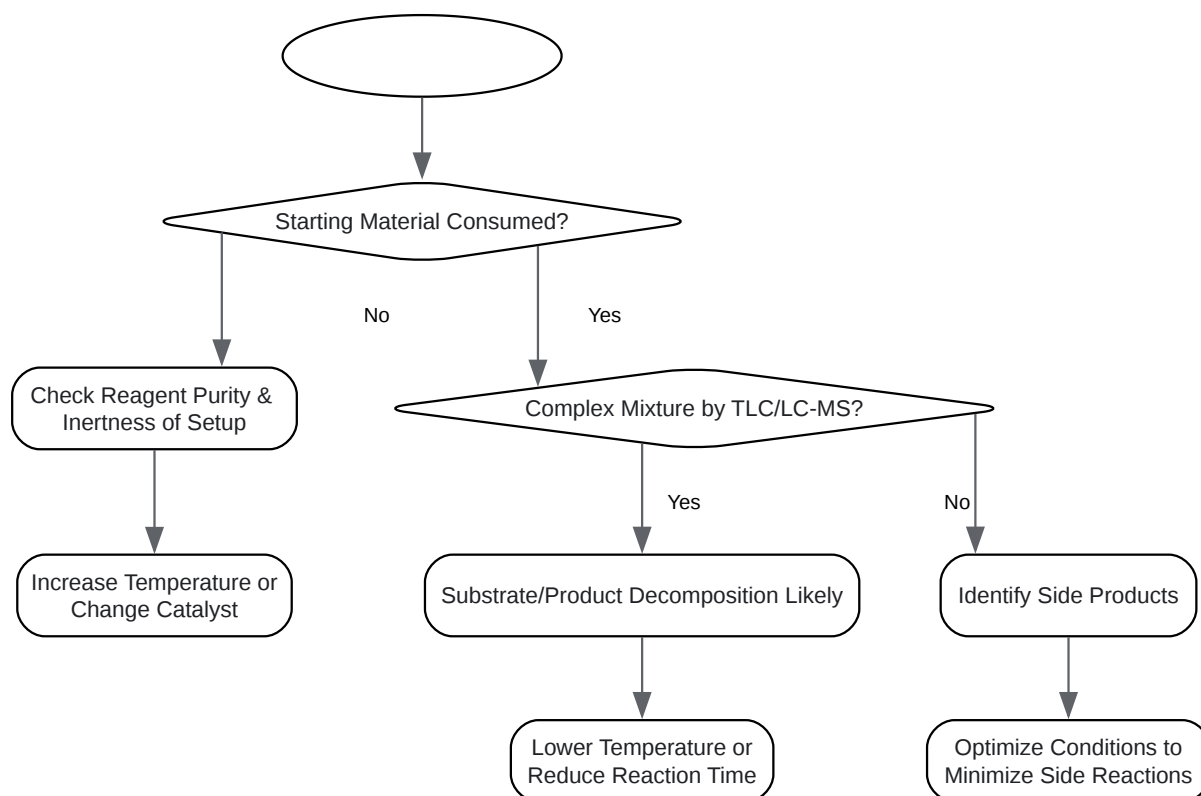 Starting Material Consumed?
No
Yes
Check Reagent Purity &
Inertness of Setup
Complex Mixture by TLC/LC-MS?
Yes
No
Increase Temperature or
Change Catalyst
Substrate/Product Decomposition Likely
Identify Side Products
Lower Temperature or
Reduce Reaction Time
Optimize Conditions to
Minimize Side Reactions